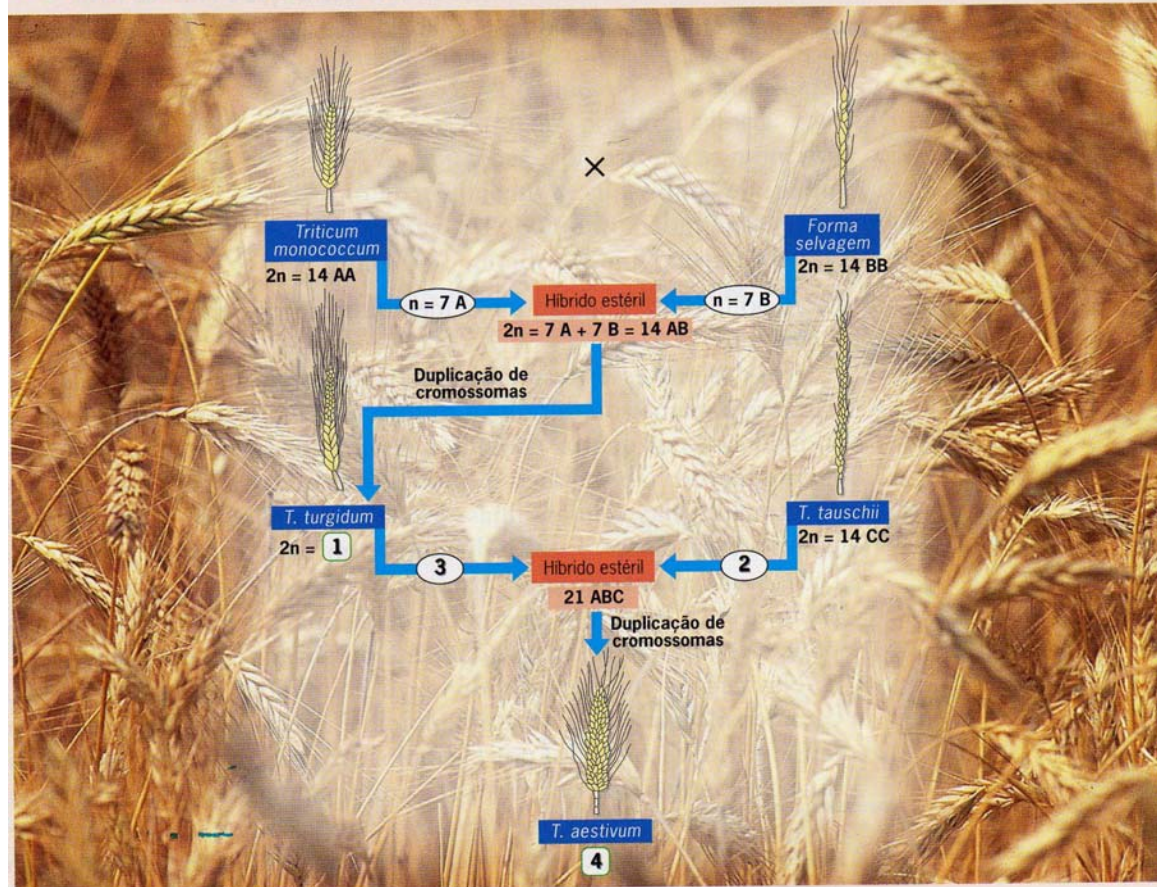 ×
Triticum
monococcum
2n = 14 AA
Forma
selvagem
2n = 14 BB
n = 7 A
Híbrido estéril
n = 7 B
2n = 7 A + 7 B = 14 AB
Duplicação de
cromossomas
T. turgidum
2n = 1
T. tauschii
2n = 14 CC
3
Híbrido estéril
2
21 ABC
Duplicação de
cromossomas
T. aestivum
4